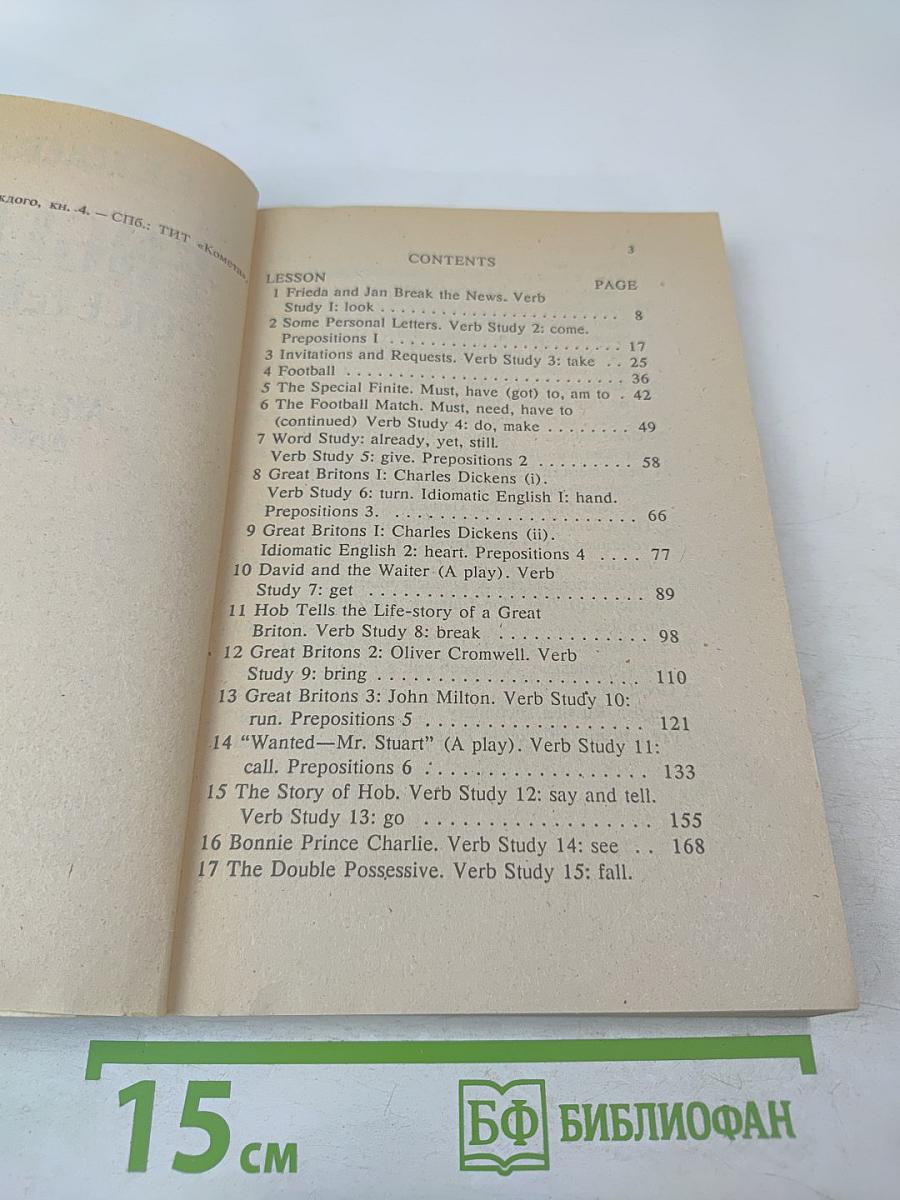 кн. 4. — СПб.: ТИТ «Комета»,
3
CONTENTS
LESSON PAGE
1 Frieda and Jan Break the News. Verb
Study I: look . . . . . . . . . . . . . . . . . . . . . . . . 8
2 Some Personal Letters. Verb Study 2: come.
Prepositions I . . . . . . . . . . . . . . . . . . . . . . . 17
3 Invitations and Requests. Verb Study 3: take . . 25
4 Football . . . . . . . . . . . . . . . . . . . . . . . . . . . . 36
5 The Special Finite. Must, have (got) to, am to . 42
6 The Football Match. Must, need, have to
(continued) Verb Study 4: do, make . . . . . . . . 49
7 Word Study: already, yet, still.
Verb Study 5: give. Prepositions 2 . . . . . . . . . 58
8 Great Britons I: Charles Dickens (i).
Verb Study 6: turn. Idiomatic English I: hand.
Prepositions 3. . . . . . . . . . . . . . . . . . . . . . . . 66
9 Great Britons I: Charles Dickens (ii).
Idiomatic English 2: heart. Prepositions 4 . . . . 77
10 David and the Waiter (A play). Verb
Study 7: get . . . . . . . . . . . . . . . . . . . . . . . . . 89
11 Hob Tells the Life-story of a Great
Briton. Verb Study 8: break . . . . . . . . . . . . . 98
12 Great Britons 2: Oliver Cromwell. Verb
Study 9: bring . . . . . . . . . . . . . . . . . . . . . . 110
13 Great Britons 3: John Milton. Verb Study 10:
run. Prepositions 5 . . . . . . . . . . . . . . . . . . . 121
14 “Wanted—Mr. Stuart” (A play). Verb Study 11:
call. Prepositions 6 . . . . . . . . . . . . . . . . . . 133
15 The Story of Hob. Verb Study 12: say and tell.
Verb Study 13: go . . . . . . . . . . . . . . . . . . . 155
16 Bonnie Prince Charlie. Verb Study 14: see . . 168
17 The Double Possessive. Verb Study 15: fall.
15 см
БФ БИБЛИОФАН